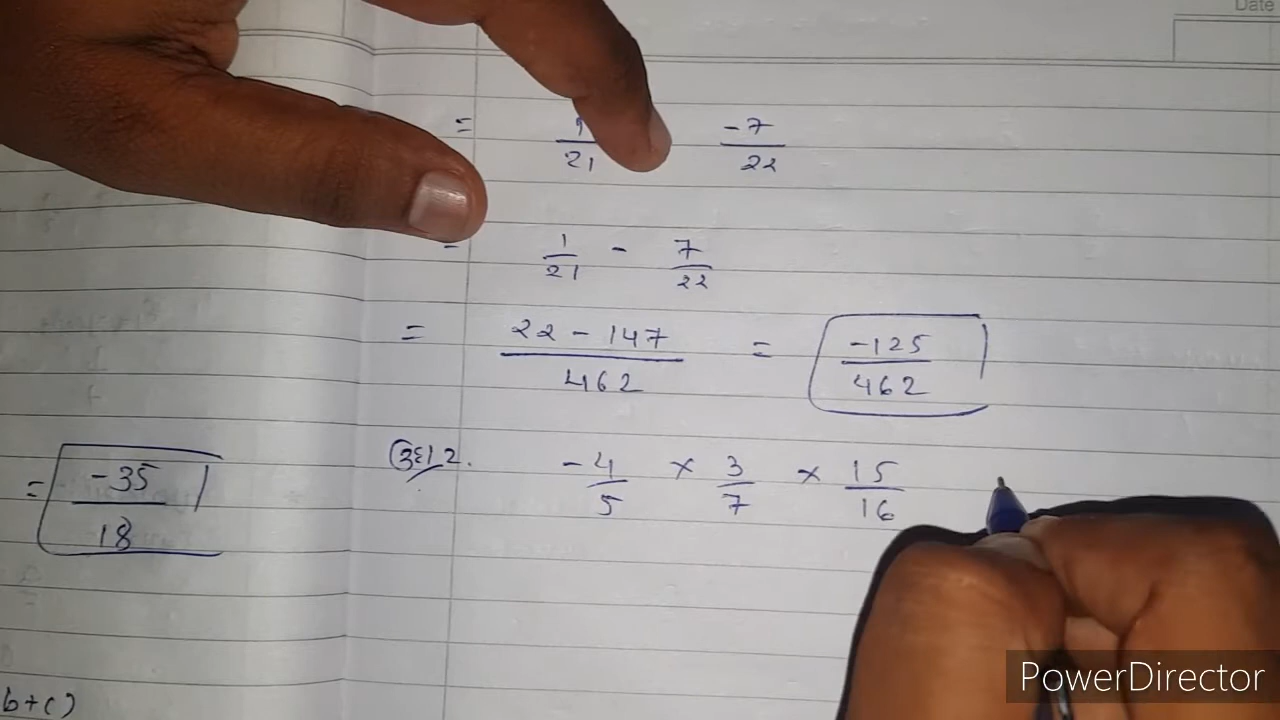 Date
= 1/21 -7/22
= 1/21 - 7/22
= 22 - 147/462 = -125/462
= -35/18
उदा 2. -4/5 × 3/7 × 15/16
b+c)
PowerDirector